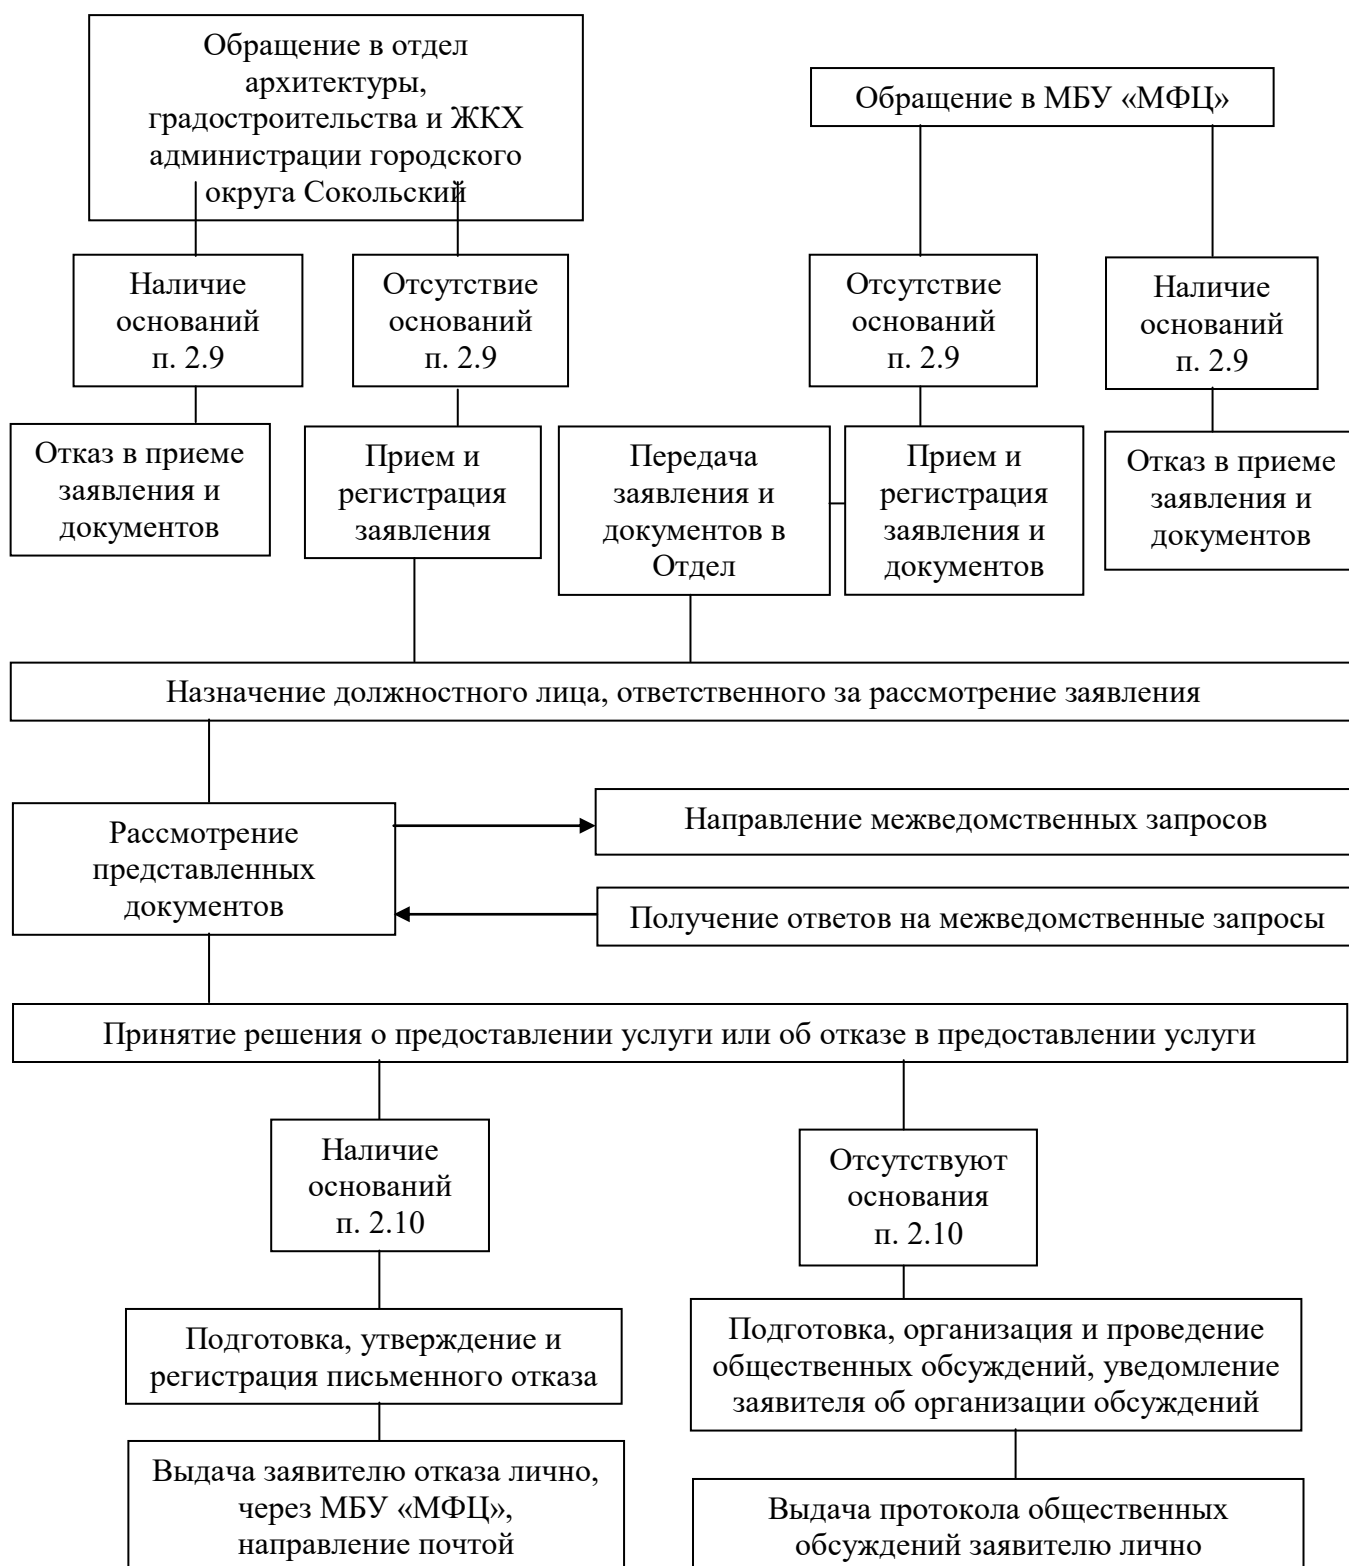 Обращение в отдел
архитектуры,
градостроительства и ЖКХ
администрации городского
округа Сокольский
Обращение в МБУ «МФЦ»
Наличие
оснований
п. 2.9
Отсутствие
оснований
п. 2.9
Отсутствие
оснований
п. 2.9
Наличие
оснований
п. 2.9
Отказ в приеме
заявления и
документов
Прием и
регистрация
заявления
Передача
заявления и
документов в
Отдел
Прием и
регистрация
заявления и
документов
Отказ в приеме
заявления и
документов
Назначение должностного лица, ответственного за рассмотрение заявления
Рассмотрение
представленных
документов
Направление межведомственных запросов
Получение ответов на межведомственные запросы
Принятие решения о предоставлении услуги или об отказе в предоставлении услуги
Наличие
оснований
п. 2.10
Отсутствуют
основания
п. 2.10
Подготовка, утверждение и
регистрация письменного отказа
Подготовка, организация и проведение
общественных обсуждений, уведомление
заявителя об организации обсуждений
Выдача заявителю отказа лично,
через МБУ «МФЦ»,
направление почтой
Выдача протокола общественных
обсуждений заявителю лично